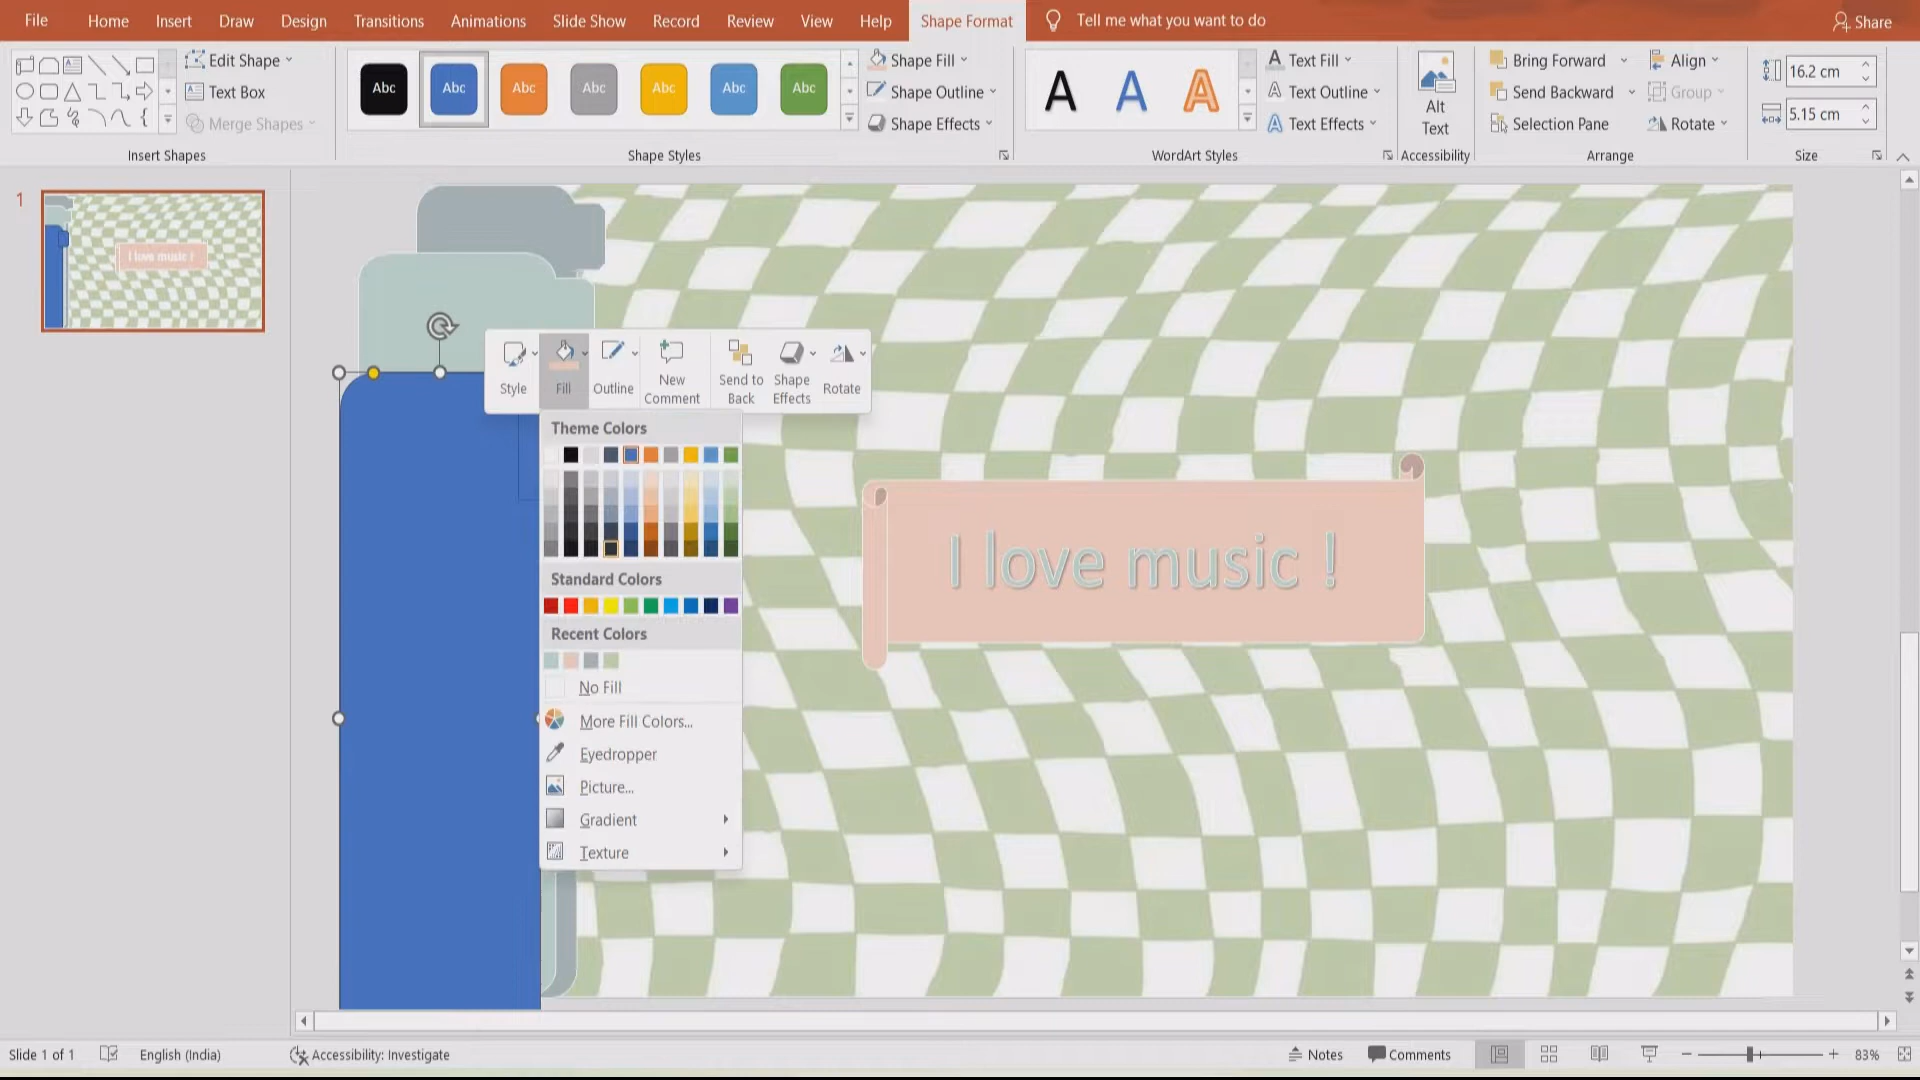 File Home Insert Draw Design Transitions Animations Slide Show Record Review View Help Shape Format Tell me what you want to do Share
Edit Shape
Text Box
Merge Shapes
Insert Shapes
Abc Abc Abc Abc Abc Abc Abc
Shape Fill
Shape Outline
Shape Effects
Shape Styles
A A A
Text Fill
Text Outline
Text Effects
WordArt Styles
Alt
Text
Accessibility
Bring Forward
Send Backward
Selection Pane
Align
Group
Rotate
Arrange
16.2 cm
5.15 cm
Size
1
I love music !
Style Fill Outline
New
Comment
Send to
Back
Shape
Effects
Rotate
Theme Colors
Standard Colors
Recent Colors
No Fill
More Fill Colors...
Eyedropper
Picture...
Gradient
Texture
I love music !
Slide 1 of 1 English (India) Accessibility: Investigate Notes Comments 83%